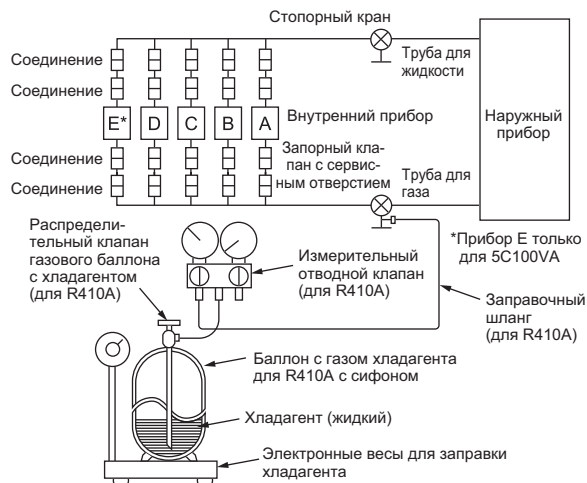 Стопорный кран
Соединение
Соединение
Труба для
жидкости
E* D C B A
Внутренний прибор
Наружный
прибор
Соединение
Соединение
Запорный кла-
пан с сервис-
ным отверстием
Труба для
газа
Распредели-
тельный клапан
газового баллона
с хладагентом
(для R410A)
Измерительный
отводной клапан
(для R410A)
*Прибор E только
для 5C100VA
Заправочный
шланг
(для R410A)
Баллон с газом хладагента
для R410A с сифоном
Хладагент (жидкий)
Электронные весы для заправки
хладагента